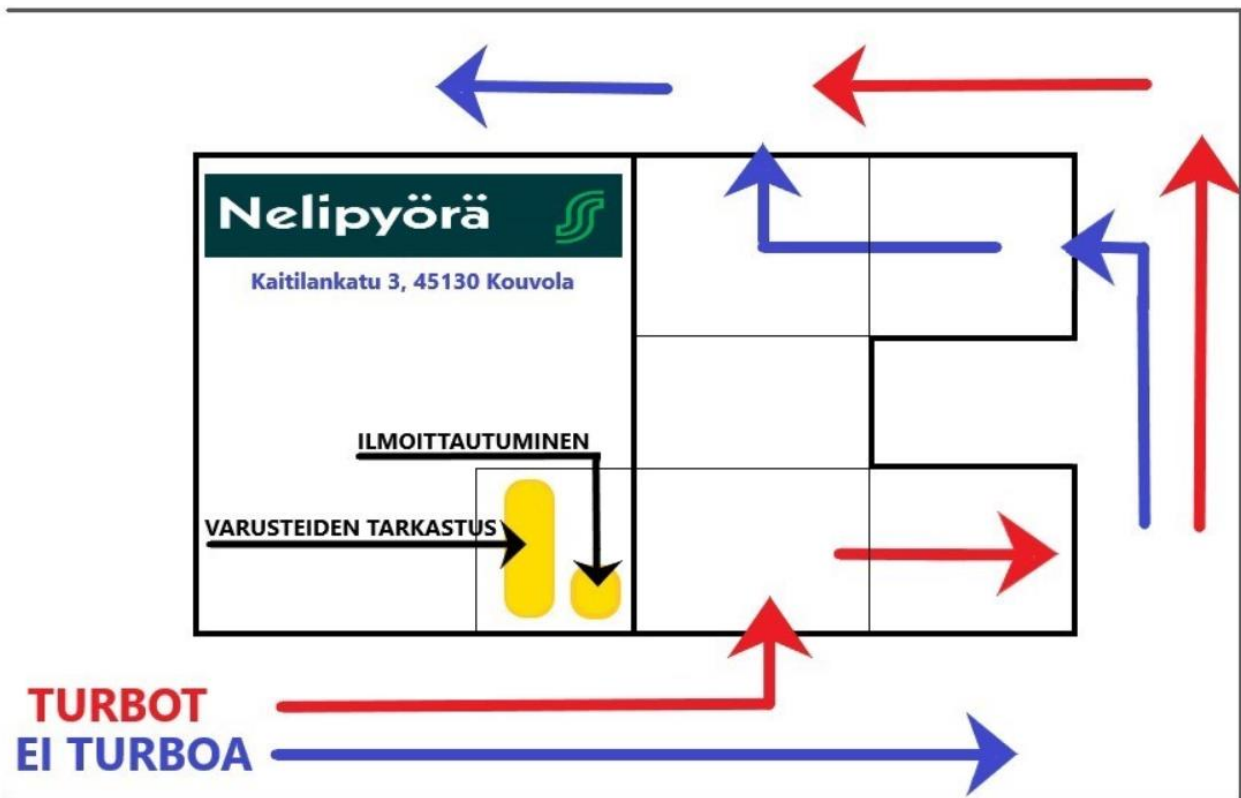 Nelipyörä
Kaitilankatu 3, 45130 Kouvola
ILMOITTAUTUMINEN
VARUSTEIDEN TARKASTUS
TURBOT
EI TURBOA